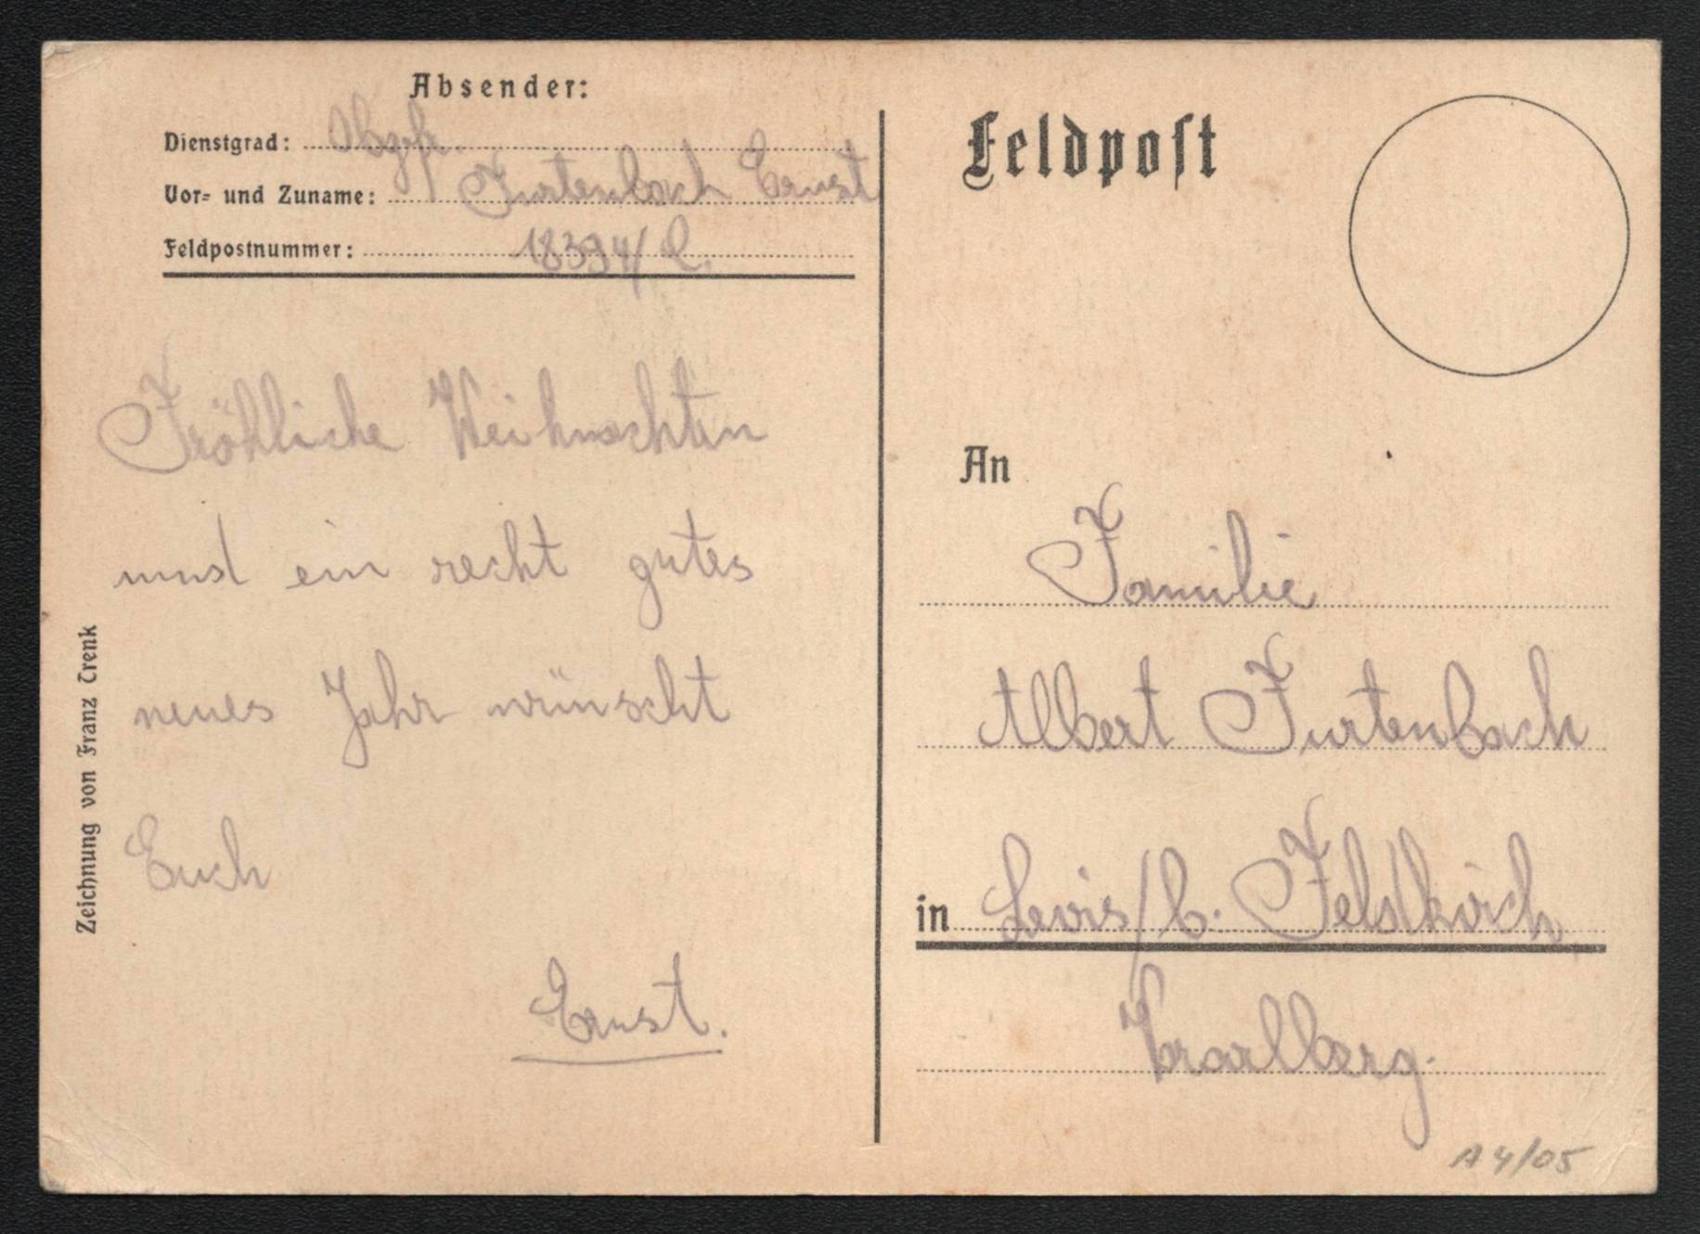 Absender:
Dienstgrad: Obgfr.
Vor- und Zuname: Furtenbach Ernst
Feldpostnummer: 18394/
Fröhliche Weihnachten
und ein recht gutes
neues Jahr wünscht
Euch
Ernst.
Zeichnung von Franz Trenk
Feldpost
An
Familie
Albert Furtenbach
in Levis/b. Feldkirch
Vorarlberg.
A4/05